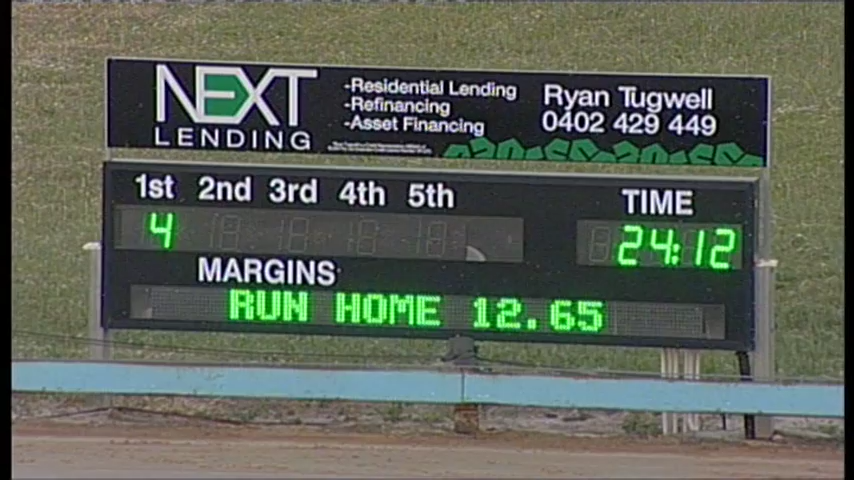 NEXT
LENDING
-Residential Lending
-Refinancing
-Asset Financing
Ryan Tugwell
0402 429 449
1st 2nd 3rd 4th 5th
TIME
4
24:12
MARGINS
RUN HOME 12.65